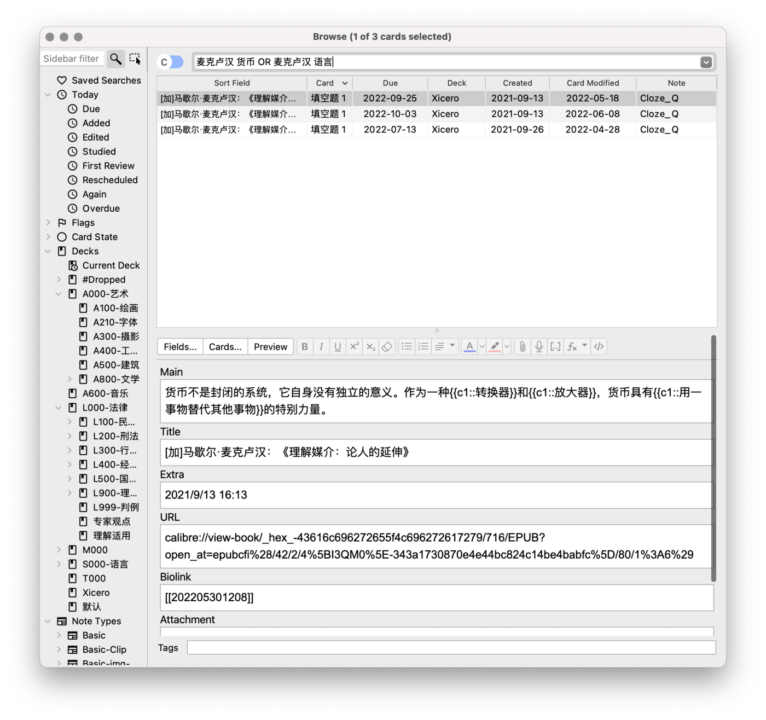 Browse (1 of 3 cards selected)
Sidebar filter
C
麦克卢汉 货币 OR 麦克卢汉 语言
Saved Searches
Today
Due
Added
Edited
Studied
First Review
Rescheduled
Again
Overdue
Flags
Card State
Decks
Current Deck
#Dropped
A000-艺术
A100-绘画
A210-字体
A300-摄影
A400-工...
A500-建筑
A800-文学
A600-音乐
L000-法律
L100-民...
L200-刑法
L300-行...
L400-经...
L500-国...
L900-理...
L999-判例
专家观点
理解适用
M000
S000-语言
T000
Xicero
默认
Note Types
Basic
Basic-Clip
Basic-img-
Sort Field Card Due Deck Created Card Modified Note
[加]马歇尔·麦克卢汉：《理解媒介... 填空题 1 2022-09-25 Xicero 2021-09-13 2022-05-18 Cloze_Q
[加]马歇尔·麦克卢汉：《理解媒介... 填空题 1 2022-10-03 Xicero 2021-09-13 2022-06-08 Cloze_Q
[加]马歇尔·麦克卢汉：《理解媒介... 填空题 1 2022-07-13 Xicero 2021-09-26 2022-04-28 Cloze_Q
Fields... Cards... Preview B I U x² x₂ A fx </>
Main
货币不是封闭的系统，它自身没有独立的意义。作为一种{{c1::转换器}}和{{c1::放大器}}，货币具有{{c1::用一
事物替代其他事物}}的特别力量。
Title
[加]马歇尔·麦克卢汉：《理解媒介：论人的延伸》
Extra
2021/9/13 16:13
URL
calibre://view-book/_hex_-43616c696272655f4c696272617279/716/EPUB?
open_at=epubcfi%28/42/2/4%5BI3QM0%5E-343a1730870e4e44bc824c14be4babfc%5D/80/1%3A6%29
Biolink
[[202205301208]]
Attachment
Tags